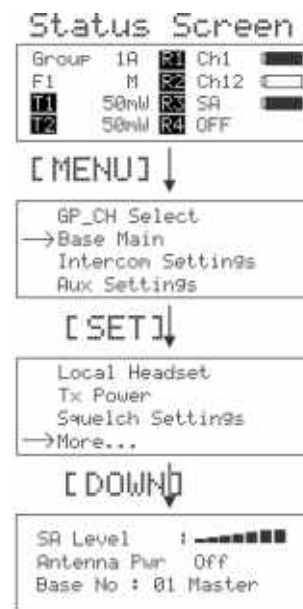 Status Screen
Group 1A R1 Ch1
F1 M R2 Ch12
T1 50mW R3 SA
T2 50mW R4 OFF
[MENU]
GP_CH Select
→Base Main
Intercom Settings
Aux Settings
[SET]
Local Headset
Tx Power
Squelch Settings
→More...
[DOWN]
SA Level :
Antenna Pwr Off
Base No : 01 Master